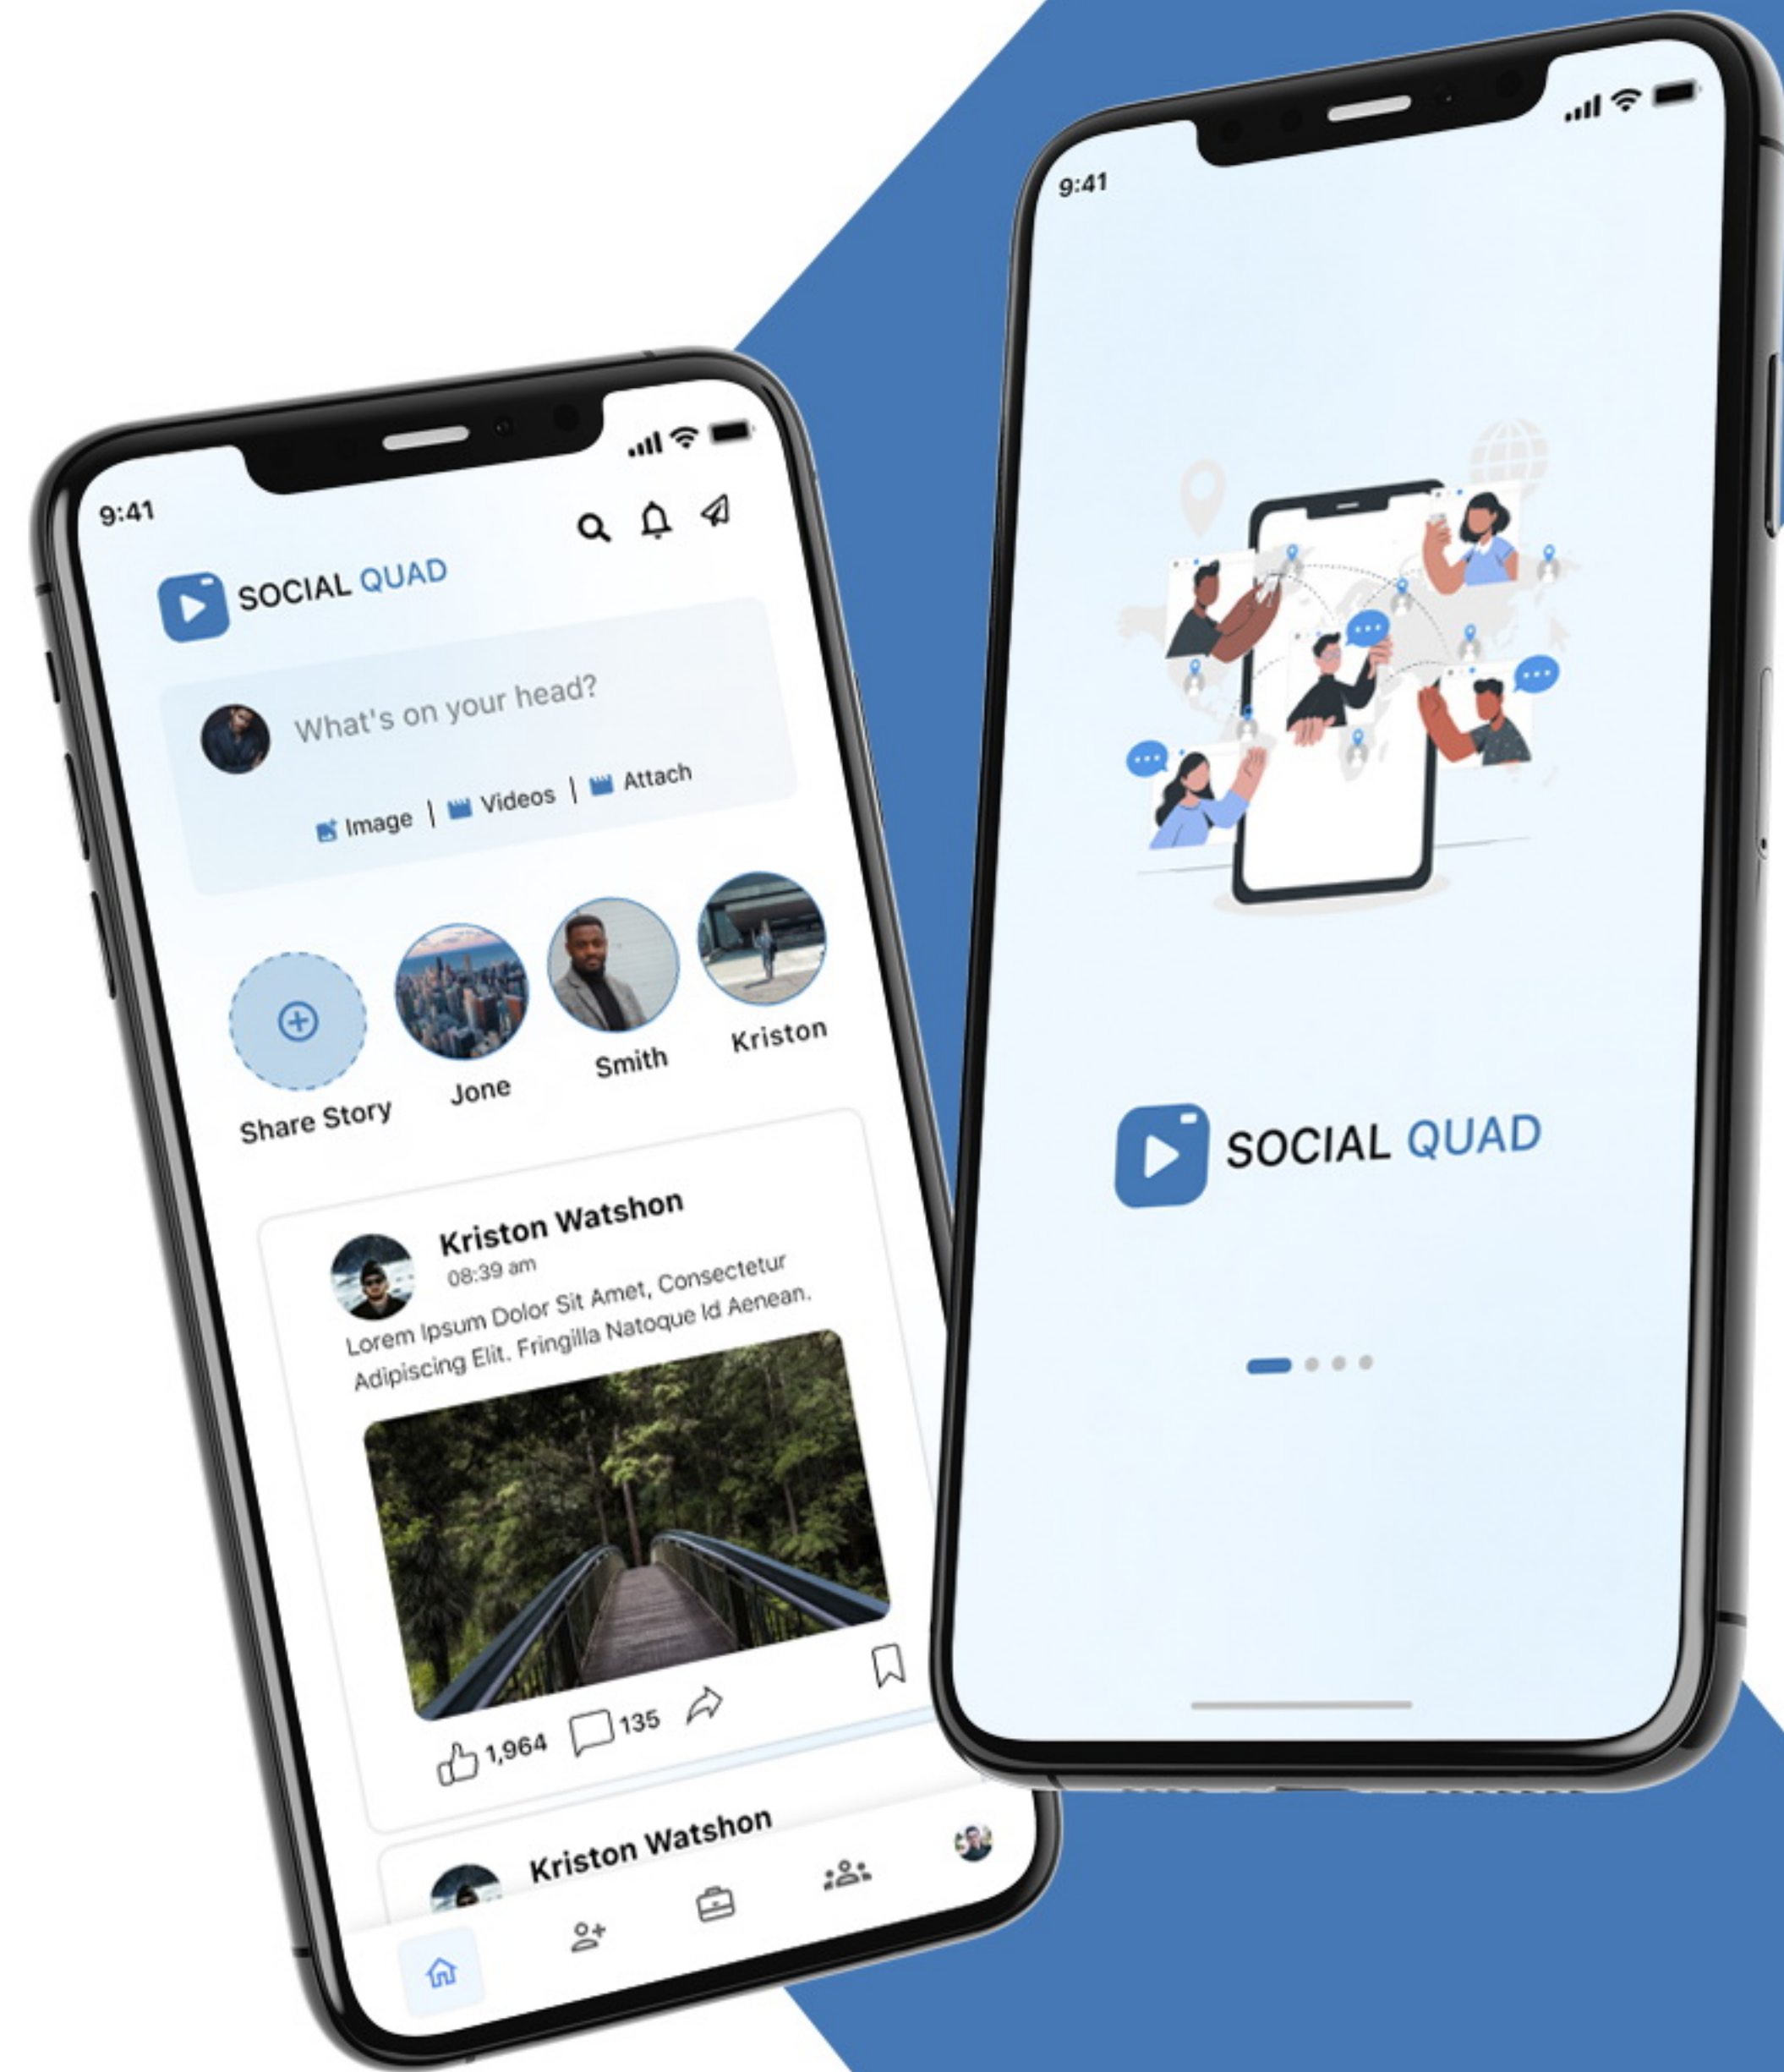 9:41
SOCIAL QUAD
What's on your head?
Image | Videos | Attach
Share Story
Jone
Smith
Kriston
Kriston Watshon
08:39 am
Lorem Ipsum Dolor Sit Amet, Consectetur
Adipiscing Elit. Fringilla Natoque Id Aenean.
1,964
135
Kriston Watshon
9:41
SOCIAL QUAD